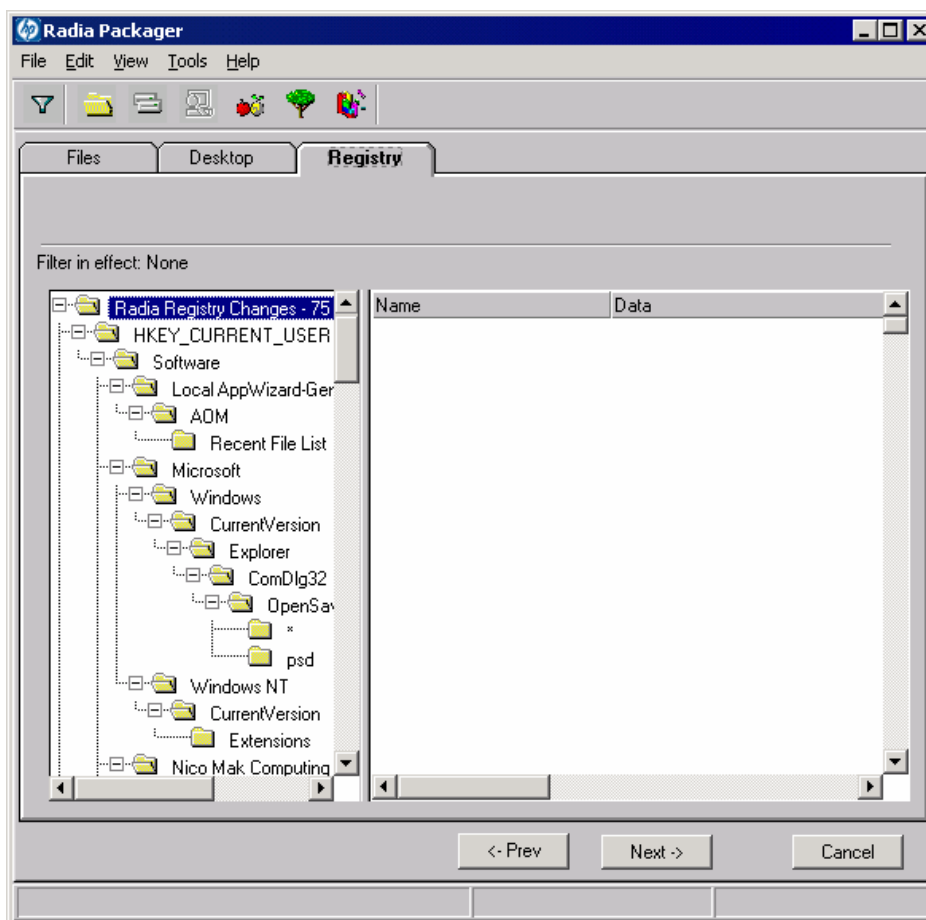 hp Radia Packager
File Edit View Tools Help
Files Desktop Registry
Filter in effect: None
Radia Registry Changes - 75
HKEY_CURRENT_USER
Software
Local AppWizard-Ger
AOM
Recent File List
Microsoft
Windows
CurrentVersion
Explorer
ComDlg32
OpenSav
*
psd
Windows NT
CurrentVersion
Extensions
Nico Mak Computing
Name Data
<- Prev Next -> Cancel